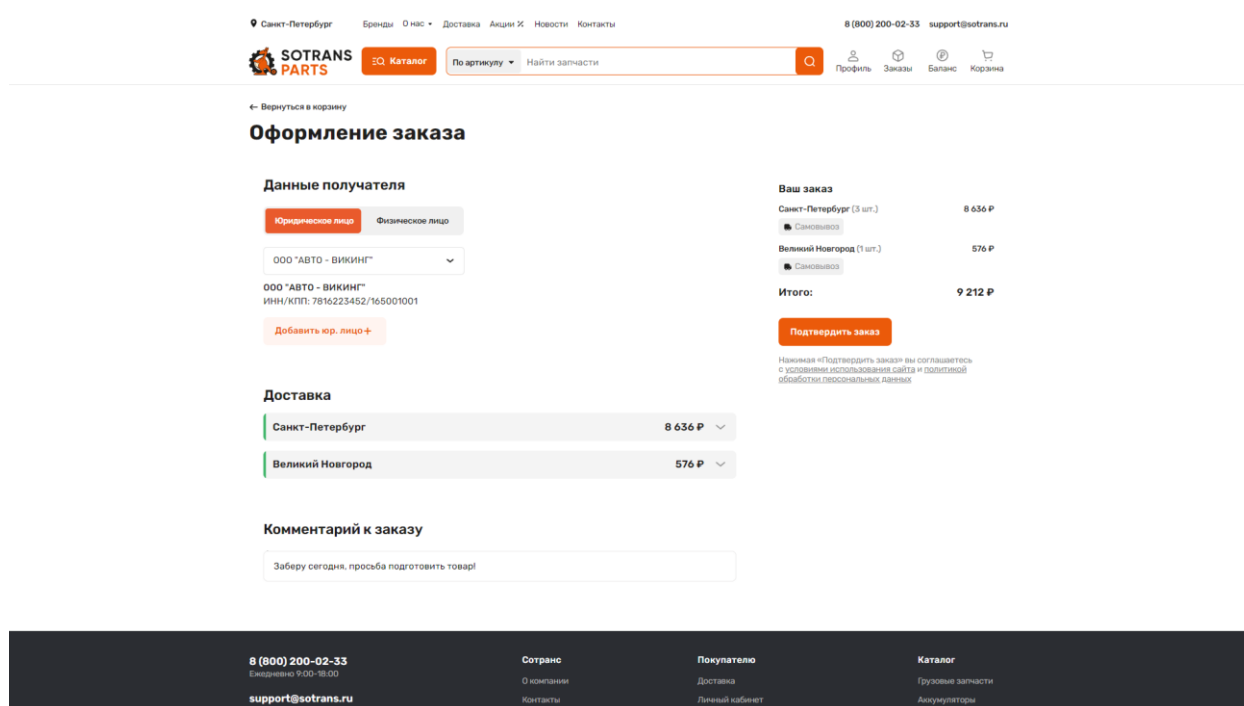 Санкт-Петербург Бренды О нас Доставка Акции Новости Контакты 8 (800) 200-02-33 support@sotrans.ru
SOTRANS
PARTS
Каталог По артикулу Найти запчасти Профиль Заказы Баланс Корзина
← Вернуться в корзину
Оформление заказа
Данные получателя
Юридическое лицо Физическое лицо
ООО "АВТО - ВИКИНГ"
ООО "АВТО - ВИКИНГ"
ИНН/КПП: 7816223452/165001001
Добавить юр. лицо+
Ваш заказ
Санкт-Петербург (3 шт.) 8 636 ₽
Самовывоз
Великий Новгород (1 шт.) 576 ₽
Самовывоз
Итого: 9 212 ₽
Подтвердить заказ
Нажимая «Подтвердить заказ» вы соглашаетесь
с условиями использования сайта и политикой
обработки персональных данных
Доставка
Санкт-Петербург 8 636 ₽
Великий Новгород 576 ₽
Комментарий к заказу
Заберу сегодня, просьба подготовить товар!
8 (800) 200-02-33 Сотранс Покупателю Каталог
Ежедневно 9:00-18:00
О компании Доставка Грузовые запчасти
support@sotrans.ru Контакты Личный кабинет Аккумуляторы